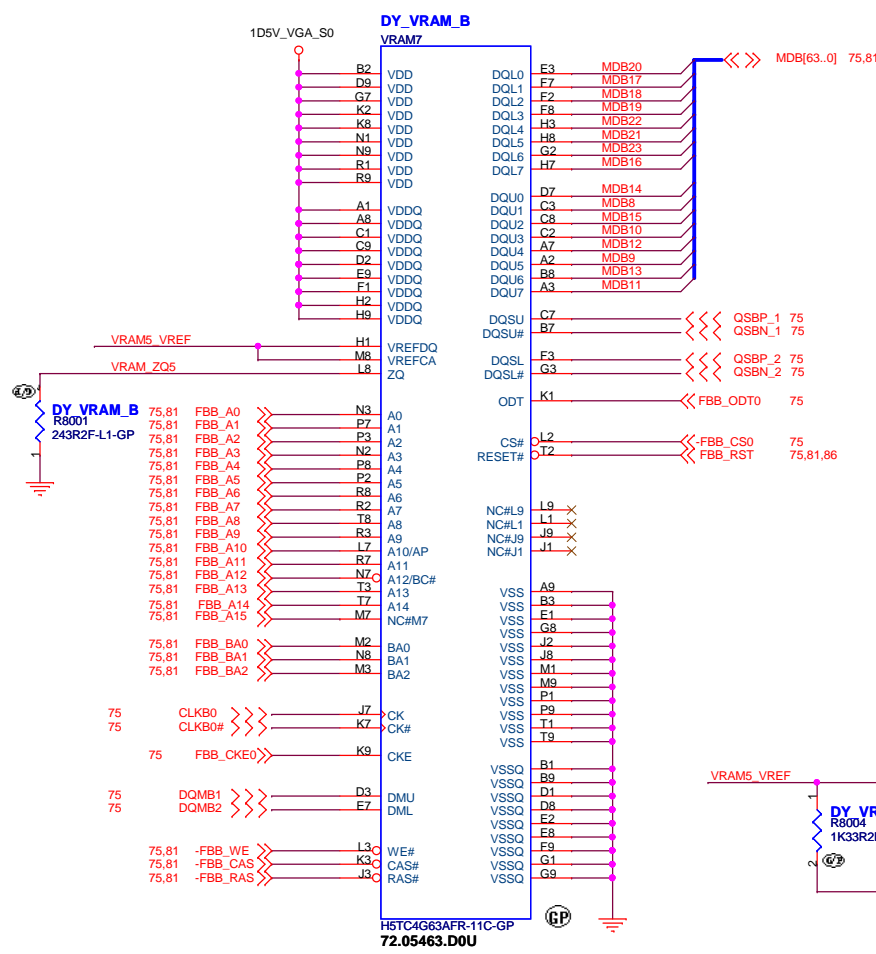 DY_VRAM_B
1D5V_VGA_S0
VRAM7
B2 VDD DQL0 E3 MDB20 MDB[63..0] 75,81
D9 VDD DQL1 F7 MDB17
G7 VDD DQL2 F2 MDB18
K2 VDD DQL3 F8 MDB19
K8 VDD DQL4 H3 MDB22
N1 VDD DQL5 H8 MDB21
N9 VDD DQL6 G2 MDB23
R1 VDD DQL7 H7 MDB16
R9 VDD
DQU0 D7 MDB14
A1 VDDQ DQU1 C3 MDB8
A8 VDDQ DQU2 C8 MDB15
C1 VDDQ DQU3 C2 MDB10
C9 VDDQ DQU4 A7 MDB12
D2 VDDQ DQU5 A2 MDB9
E9 VDDQ DQU6 B8 MDB13
F1 VDDQ DQU7 A3 MDB11
H2 VDDQ
H9 VDDQ DQSU C7 QSBP_1 75
DQSU# B7 QSBN_1 75
VRAM5_VREF H1 VREFDQ
M8 VREFCA DQSL F3 QSBP_2 75
VRAM_ZQ5 L8 ZQ DQSL# G3 QSBN_2 75
ODT K1 FBB_ODT0 75
DY_VRAM_B
R8001
243R2F-L1-GP
1
75,81 FBB_A0 N3 A0
75,81 FBB_A1 P7 A1
75,81 FBB_A2 P3 A2 CS# L2 -FBB_CS0 75
75,81 FBB_A3 N2 A3 RESET# T2 FBB_RST 75,81,86
75,81 FBB_A4 P8 A4
75,81 FBB_A5 P2 A5
75,81 FBB_A6 R8 A6
75,81 FBB_A7 R2 A7 NC#L9 L9
75,81 FBB_A8 T8 A8 NC#L1 L1
75,81 FBB_A9 R3 A9 NC#J9 J9
75,81 FBB_A10 L7 A10/AP NC#J1 J1
75,81 FBB_A11 R7 A11
75,81 FBB_A12 N7 A12/BC#
75,81 FBB_A13 T3 A13 VSS A9
75,81 FBB_A14 T7 A14 VSS B3
75,81 FBB_A15 M7 NC#M7 VSS E1
VSS G8
75,81 FBB_BA0 M2 BA0 VSS J2
75,81 FBB_BA1 N8 BA1 VSS J8
75,81 FBB_BA2 M3 BA2 VSS M1
VSS M9
VSS P1
75 CLKB0 J7 CK VSS P9
75 CLKB0# K7 CK# VSS T1
VSS T9
75 FBB_CKE0 K9 CKE
VSSQ B1
VSSQ B9
75 DQMB1 D3 DMU VSSQ D1
75 DQMB2 E7 DML VSSQ D8
VSSQ E2
VSSQ E8
75,81 -FBB_WE L3 WE# VSSQ F9
75,81 -FBB_CAS K3 CAS# VSSQ G1
75,81 -FBB_RAS J3 RAS# VSSQ G9
VRAM5_VREF
1
DY_VR
R8004
1K33R2
2
GP
H5TC4G63AFR-11C-GP
72.05463.D0U